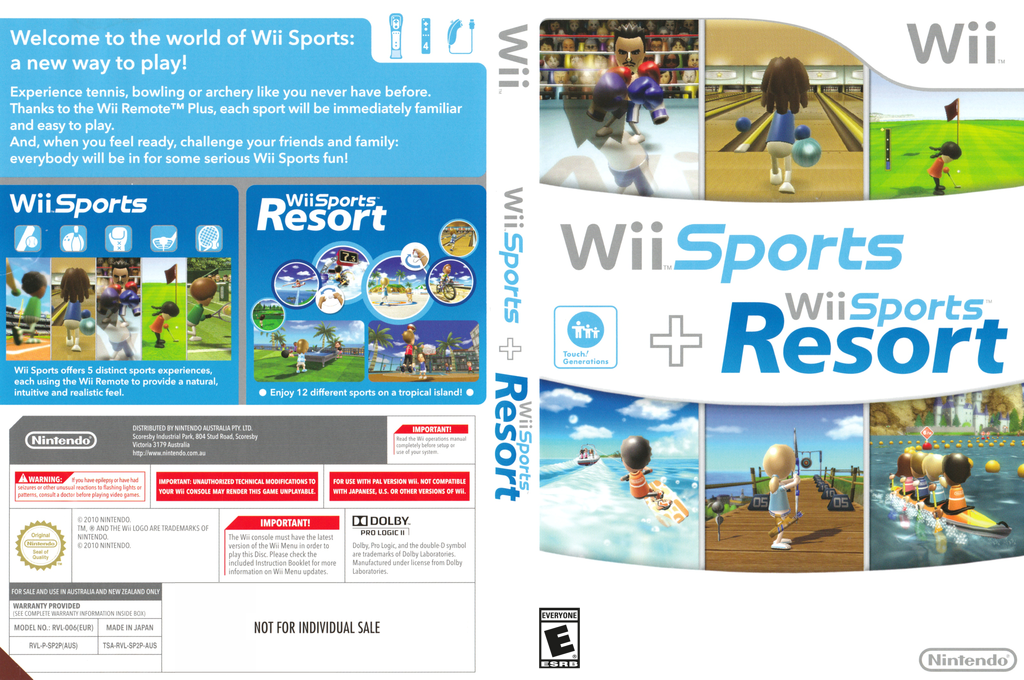 Welcome to the world of Wii Sports:
a new way to play!
4
Experience tennis, bowling or archery like you never have before.
Thanks to the Wii Remote™ Plus, each sport will be immediately familiar
and easy to play.
And, when you feel ready, challenge your friends and family:
everybody will be in for some serious Wii Sports fun!
Wii Sports
Wii Sports offers 5 distinct sports experiences,
each using the Wii Remote to provide a natural,
intuitive and realistic feel.
WiiSports™
Resort
● Enjoy 12 different sports on a tropical island! ●
Nintendo®
DISTRIBUTED BY NINTENDO AUSTRALIA PTY. LTD.
Scoresby Industrial Park, 804 Stud Road, Scoresby
Victoria 3179 Australia
http://www.nintendo.com.au
IMPORTANT!
Read the Wii operations manual
completely before setup or
use of your system.
WARNING: If you have epilepsy or have had
seizures or other unusual reactions to flashing lights or
patterns, consult a doctor before playing video games.
IMPORTANT: UNAUTHORIZED TECHNICAL MODIFICATIONS TO
YOUR Wii CONSOLE MAY RENDER THIS GAME UNPLAYABLE.
FOR USE WITH PAL VERSION Wii. NOT COMPATIBLE
WITH JAPANESE, U.S. OR OTHER VERSIONS OF Wii.
Original
Nintendo
Seal of
Quality
© 2010 NINTENDO.
TM, ® AND THE Wii LOGO ARE TRADEMARKS OF
NINTENDO.
© 2010 NINTENDO.
IMPORTANT!
The Wii console must have the latest
version of the Wii Menu in order to
play this Disc. Please check the
included Instruction Booklet for more
information on Wii Menu updates.
DOLBY
PRO LOGIC II
Dolby, Pro Logic, and the double-D symbol
are trademarks of Dolby Laboratories.
Manufactured under license from Dolby
Laboratories.
FOR SALE AND USE IN AUSTRALIA AND NEW ZEALAND ONLY
WARRANTY PROVIDED
(SEE COMPLETE WARRANTY INFORMATION INSIDE BOX)
MODEL NO.: RVL-006(EUR)
MADE IN JAPAN
RVL-P-SP2P(AUS)
TSA-RVL-SP2P-AUS
NOT FOR INDIVIDUAL SALE
Wii™
Wii Sports
+
WiiSports
Resort
Wii™
Wii™Sports
Touch!
Generations
+
WiiSports™
Resort
05
05
EVERYONE
E
ESRB
Nintendo®